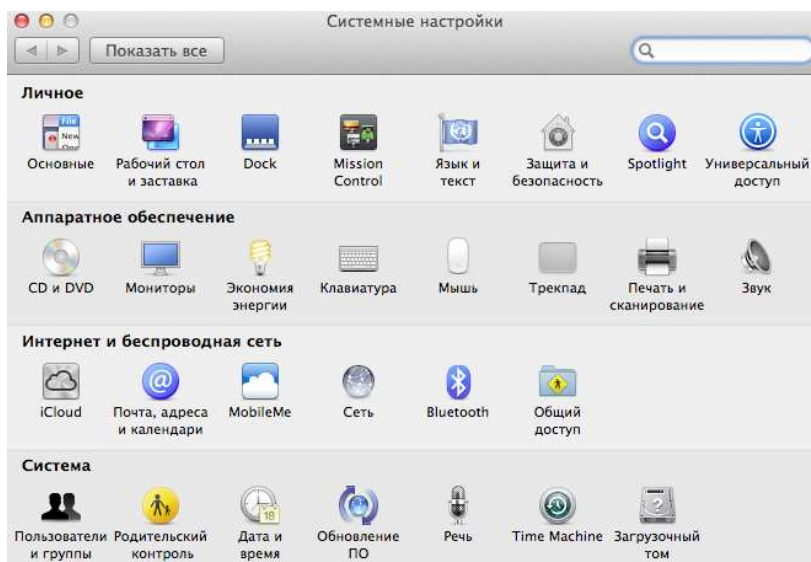 Системные настройки
Показать все
Личное
Основные Рабочий стол Dock Mission Язык и Защита и Spotlight Универсальный
и заставка Control текст безопасность доступ
Аппаратное обеспечение
CD и DVD Мониторы Экономия Клавиатура Мышь Трекпад Печать и Звук
энергии сканирование
Интернет и беспроводная сеть
iCloud Почта, адреса MobileMe Сеть Bluetooth Общий
и календари доступ
Система
Пользователи Родительский Дата и Обновление Речь Time Machine Загрузочный
и группы контроль время ПО том